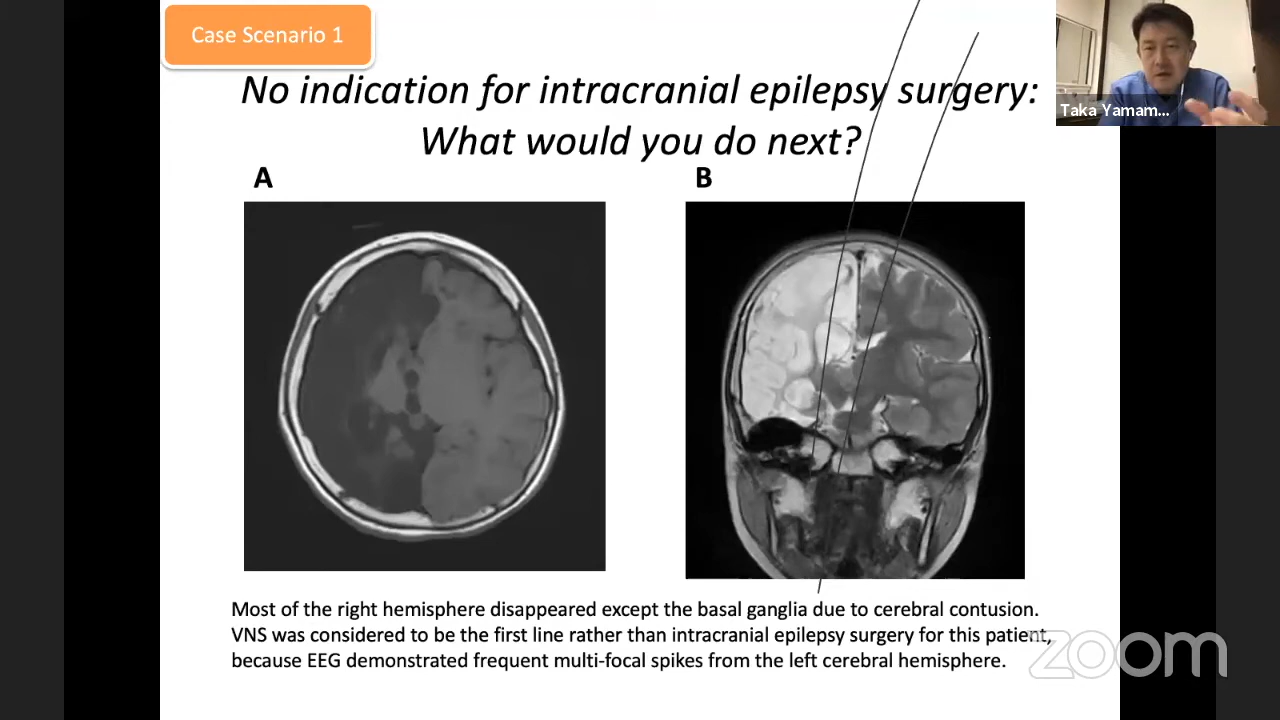 Case Scenario 1
Taka Yamam...
No indication for intracranial epilepsy surgery:
What would you do next?
A
B
Most of the right hemisphere disappeared except the basal ganglia due to cerebral contusion.
VNS was considered to be the first line rather than intracranial epilepsy surgery for this patient,
because EEG demonstrated frequent multi-focal spikes from the left cerebral hemisphere.
zoom